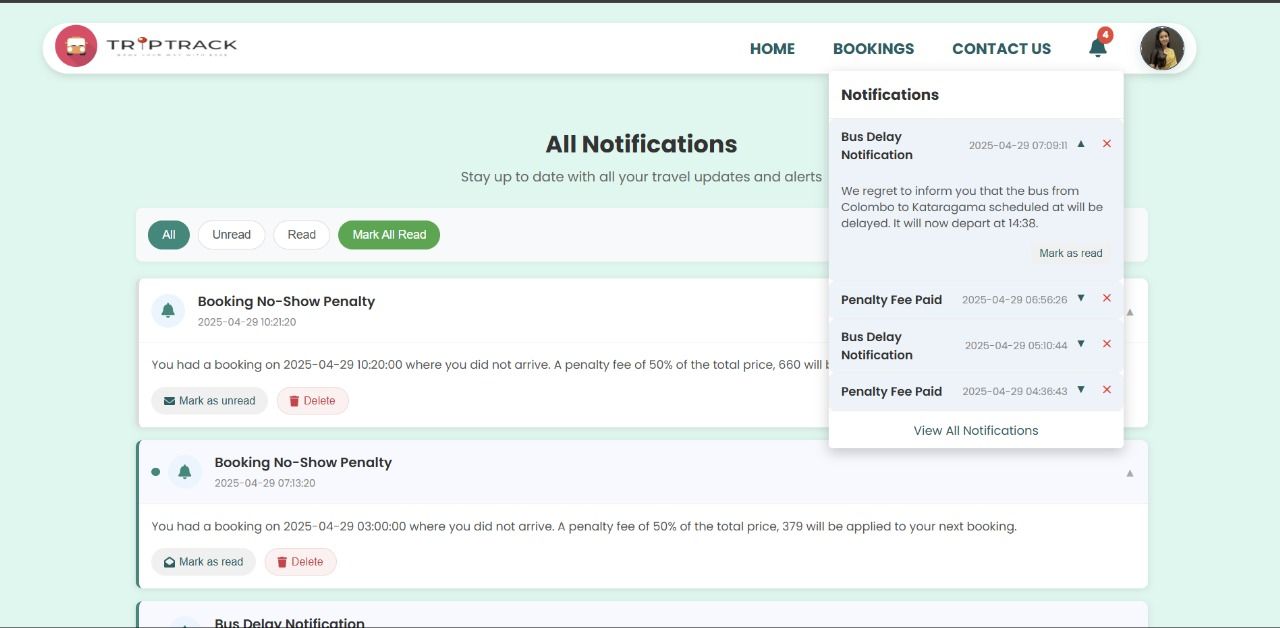 TRIPTRACK
HOME
BOOKINGS
CONTACT US
4
Notifications
Bus Delay
Notification
2025-04-29 07:09:11
We regret to inform you that the bus from
Colombo to Kataragama scheduled at will be
delayed. It will now depart at 14:38.
Mark as read
Penalty Fee Paid
2025-04-29 06:56:26
Bus Delay
Notification
2025-04-29 05:10:44
Penalty Fee Paid
2025-04-29 04:36:43
View All Notifications
All Notifications
Stay up to date with all your travel updates and alerts
All
Unread
Read
Mark All Read
Booking No-Show Penalty
2025-04-29 10:21:20
You had a booking on 2025-04-29 10:20:00 where you did not arrive. A penalty fee of 50% of the total price, 660 will
Mark as unread
Delete
Booking No-Show Penalty
2025-04-29 07:13:20
You had a booking on 2025-04-29 03:00:00 where you did not arrive. A penalty fee of 50% of the total price, 379 will be applied to your next booking.
Mark as read
Delete
Bus Delay Notification